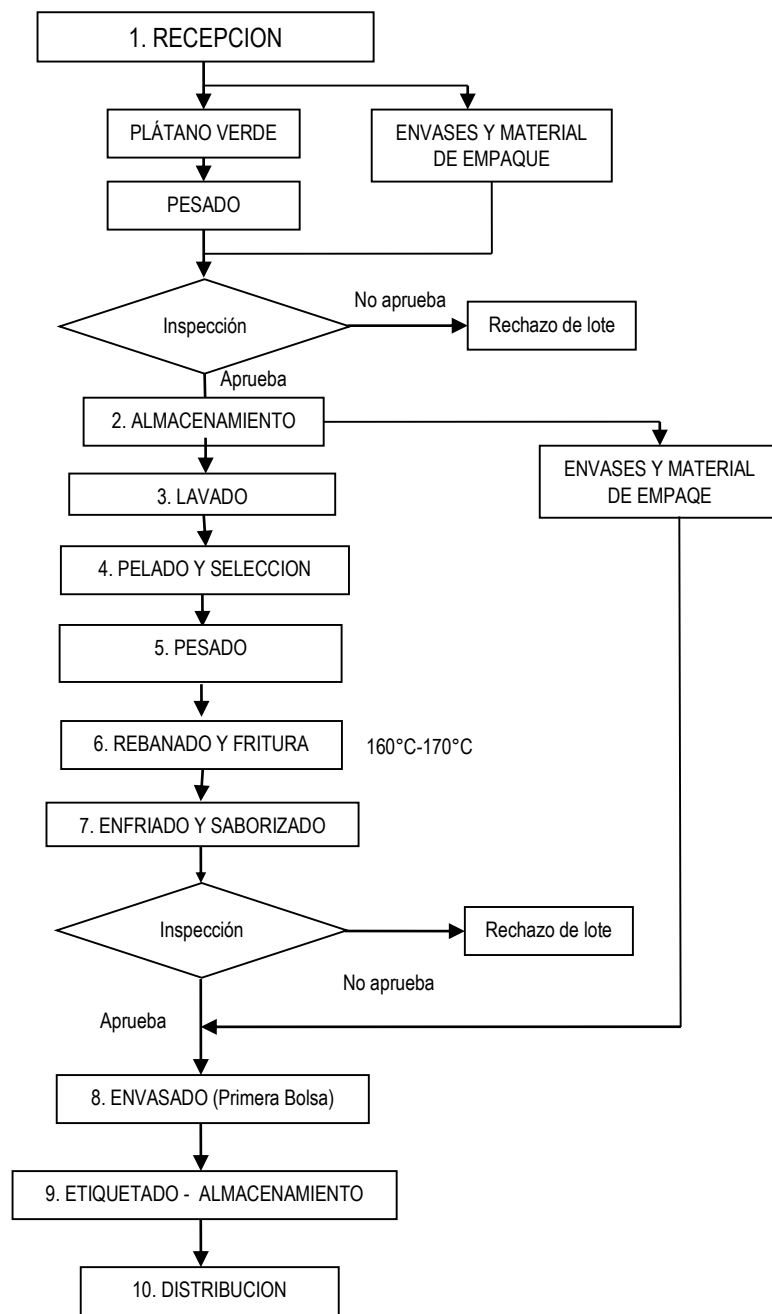 1. RECEPCION
PLÁTANO VERDE
ENVASES Y MATERIAL
DE EMPAQUE
PESADO
Inspección
No aprueba
Rechazo de lote
Aprueba
2. ALMACENAMIENTO
ENVASES Y MATERIAL
DE EMPAQE
3. LAVADO
4. PELADO Y SELECCION
5. PESADO
6. REBANADO Y FRITURA
160°C-170°C
7. ENFRIADO Y SABORIZADO
Inspección
Rechazo de lote
No aprueba
Aprueba
8. ENVASADO (Primera Bolsa)
9. ETIQUETADO - ALMACENAMIENTO
10. DISTRIBUCION